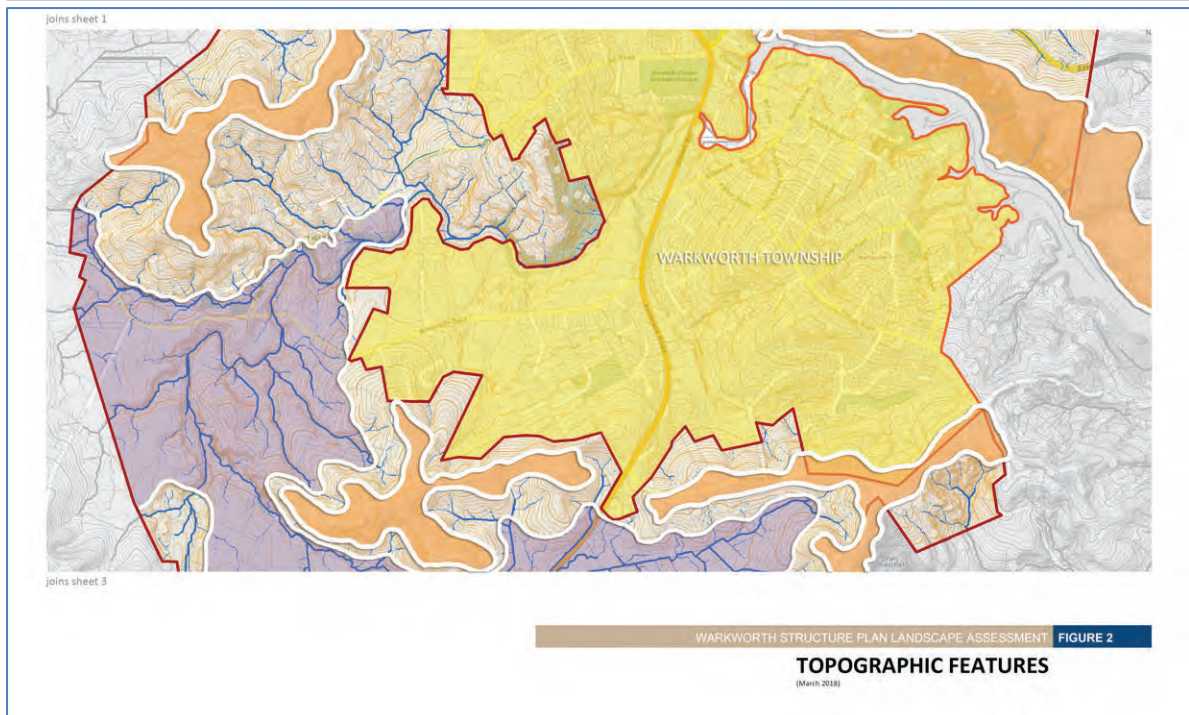 joins sheet 1
WARKWORTH TOWNSHIP
joins sheet 3
WARKWORTH STRUCTURE PLAN LANDSCAPE ASSESSMENT FIGURE 2
TOPOGRAPHIC FEATURES
(March 2018)